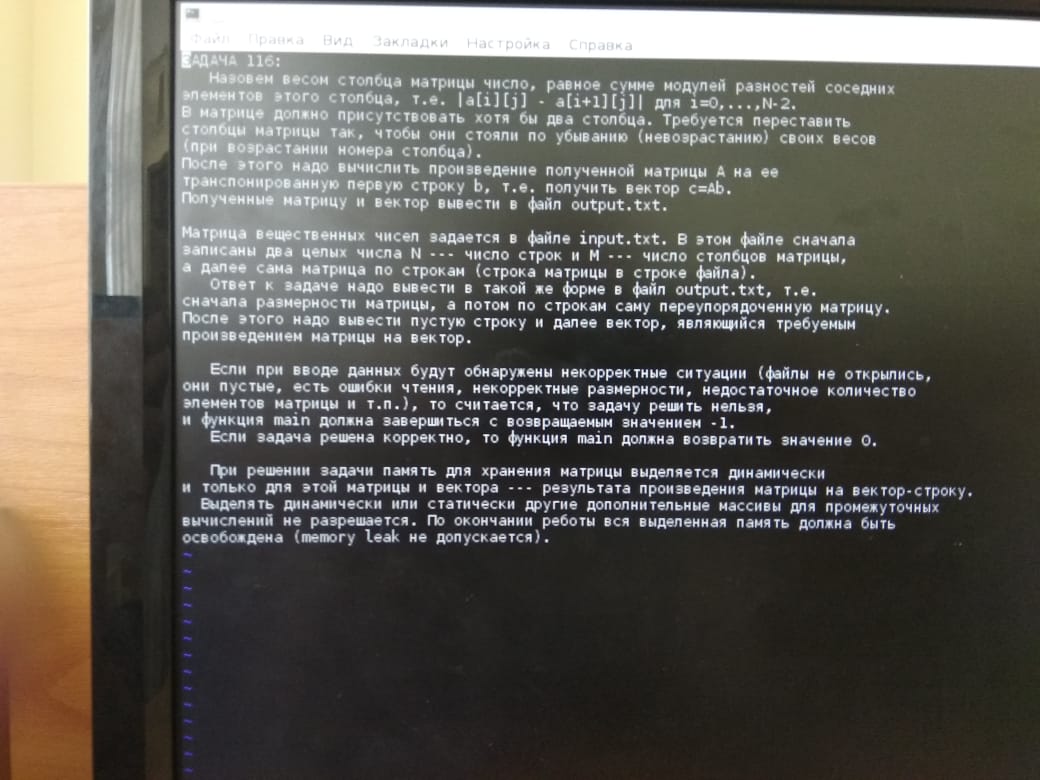 Файл Правка Вид Закладки Настройка Справка
ЗАДАЧА 116:
Назовем весом столбца матрицы число, равное сумме модулей разностей соседних
элементов этого столбца, т.е. |a[i][j] - a[i+1][j]| для i=0,...,N-2.
В матрице должно присутствовать хотя бы два столбца. Требуется переставить
столбцы матрицы так, чтобы они стояли по убыванию (невозрастанию) своих весов
(при возрастании номера столбца).
После этого надо вычислить произведение полученной матрицы A на ее
транспонированную первую строку b, т.е. получить вектор c=Ab.
Полученные матрицу и вектор вывести в файл output.txt.
Матрица вещественных чисел задается в файле input.txt. В этом файле сначала
записаны два целых числа N --- число строк и M --- число столбцов матрицы,
а далее сама матрица по строкам (строка матрицы в строке файла).
Ответ к задаче надо вывести в такой же форме в файл output.txt, т.е.
сначала размерности матрицы, а потом по строкам саму переупорядоченную матрицу.
После этого надо вывести пустую строку и далее вектор, являющийся требуемым
произведением матрицы на вектор.
Если при вводе данных будут обнаружены некорректные ситуации (файлы не открылись,
они пустые, есть ошибки чтения, некорректные размерности, недостаточное количество
элементов матрицы и т.п.), то считается, что задачу решить нельзя,
и функция main должна завершиться с возвращаемым значением -1.
Если задача решена корректно, то функция main должна возвратить значение 0.
При решении задачи память для хранения матрицы выделяется динамически
и только для этой матрицы и вектора --- результата произведения матрицы на вектор-строку.
Выделять динамически или статически другие дополнительные массивы для промежуточных
вычислений не разрешается. По окончании работы вся выделенная память должна быть
освобождена (memory leak не допускается).